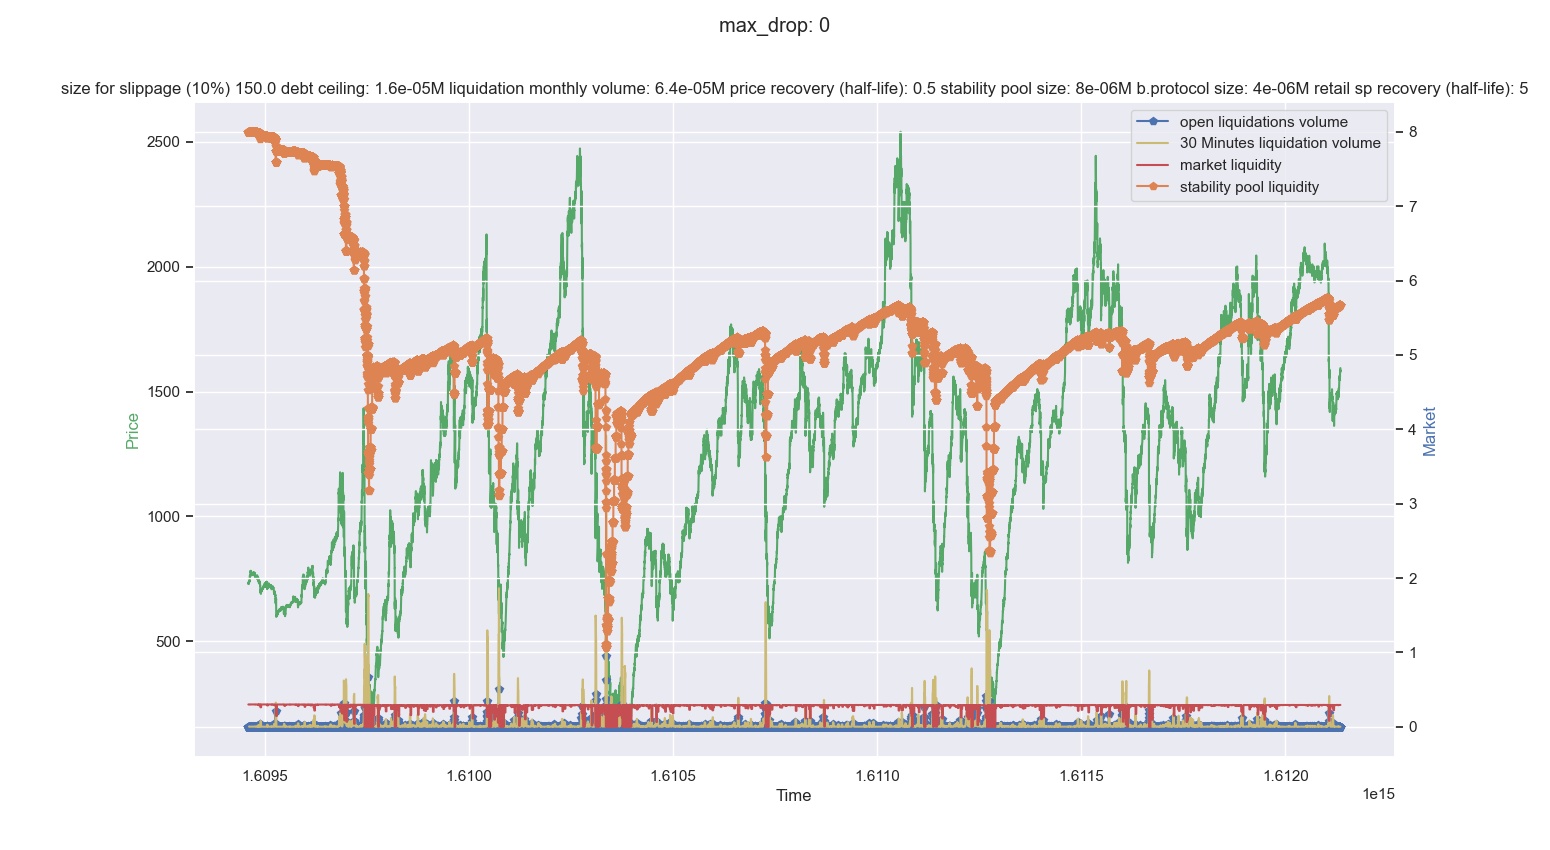 max_drop: 0
size for slippage (10%) 150.0 debt ceiling: 1.6e-05M liquidation monthly volume: 6.4e-05M price recovery (half-life): 0.5 stability pool size: 8e-06M b.protocol size: 4e-06M retail sp recovery (half-life): 5
open liquidations volume
30 Minutes liquidation volume
market liquidity
stability pool liquidity
2500
2000
1500
1000
500
Price
8
7
6
5
4
3
2
1
0
Market
1.6095
1.6100
1.6105
1.6110
1.6115
1.6120
Time
1e15